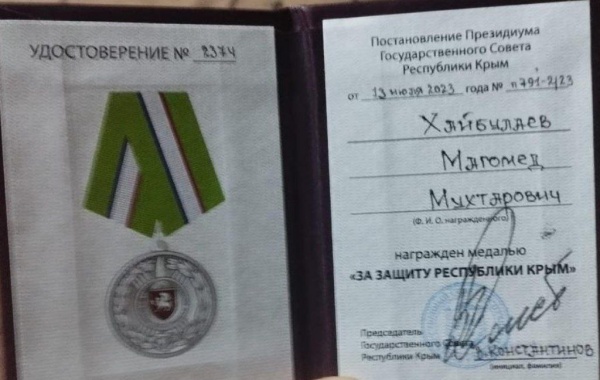 УДОСТОВЕРЕНИЕ № 2374
Постановление Президиума
Государственного Совета
Республики Крым
от 13 июля 2023 года № п791-2/23
Хайбулаев
Магомед
Мухтарович
(Ф. И. О. награжденного)
награжден медалью
«ЗА ЗАЩИТУ РЕСПУБЛИКИ КРЫМ»
Председатель
Государственного Совета
Республики Крым В. Константинов
(инициал, фамилия)